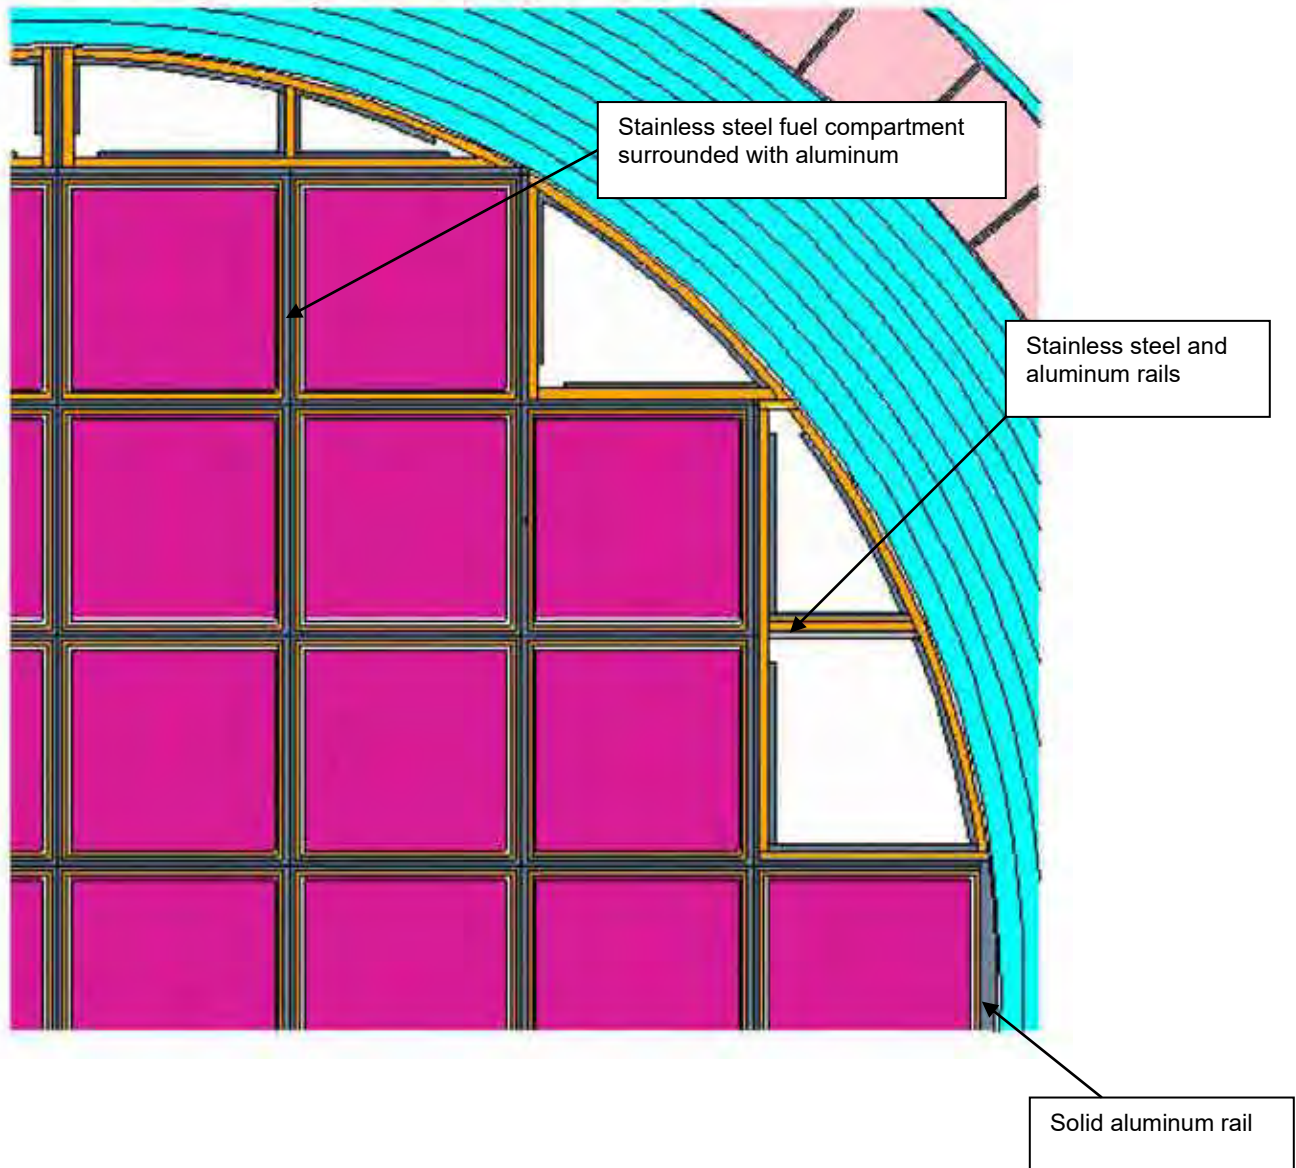 Stainless steel fuel compartment
surrounded with aluminum
Stainless steel and
aluminum rails
Solid aluminum rail